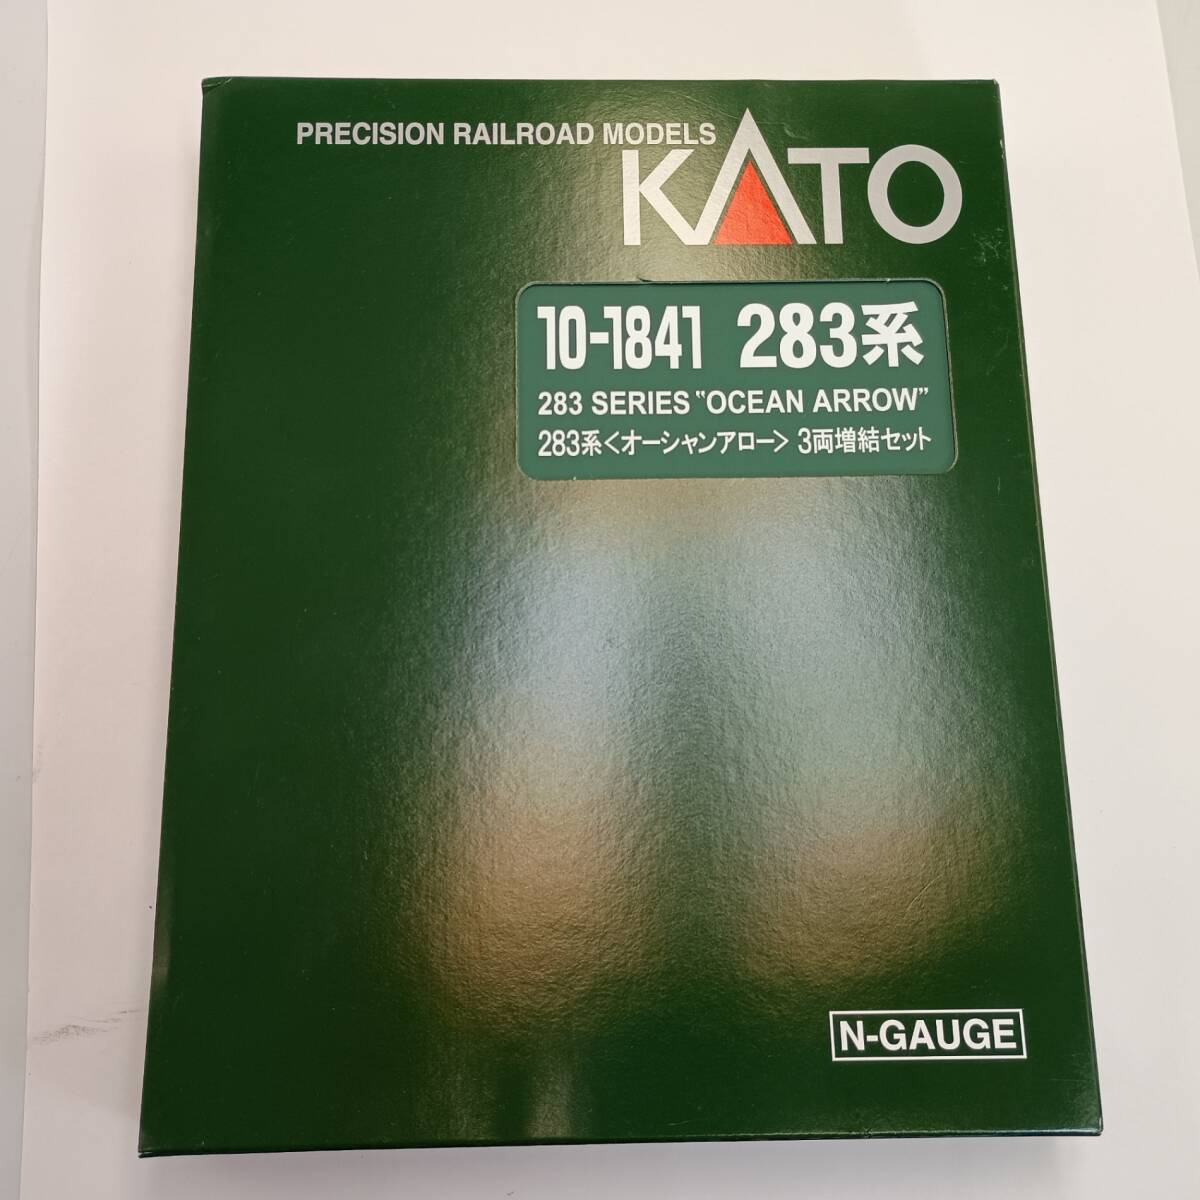 PRECISION RAILROAD MODELS
KATO
10-1841 283系
283 SERIES "OCEAN ARROW"
283系<オーシャンアロー> 3両増結セット
N-GAUGE